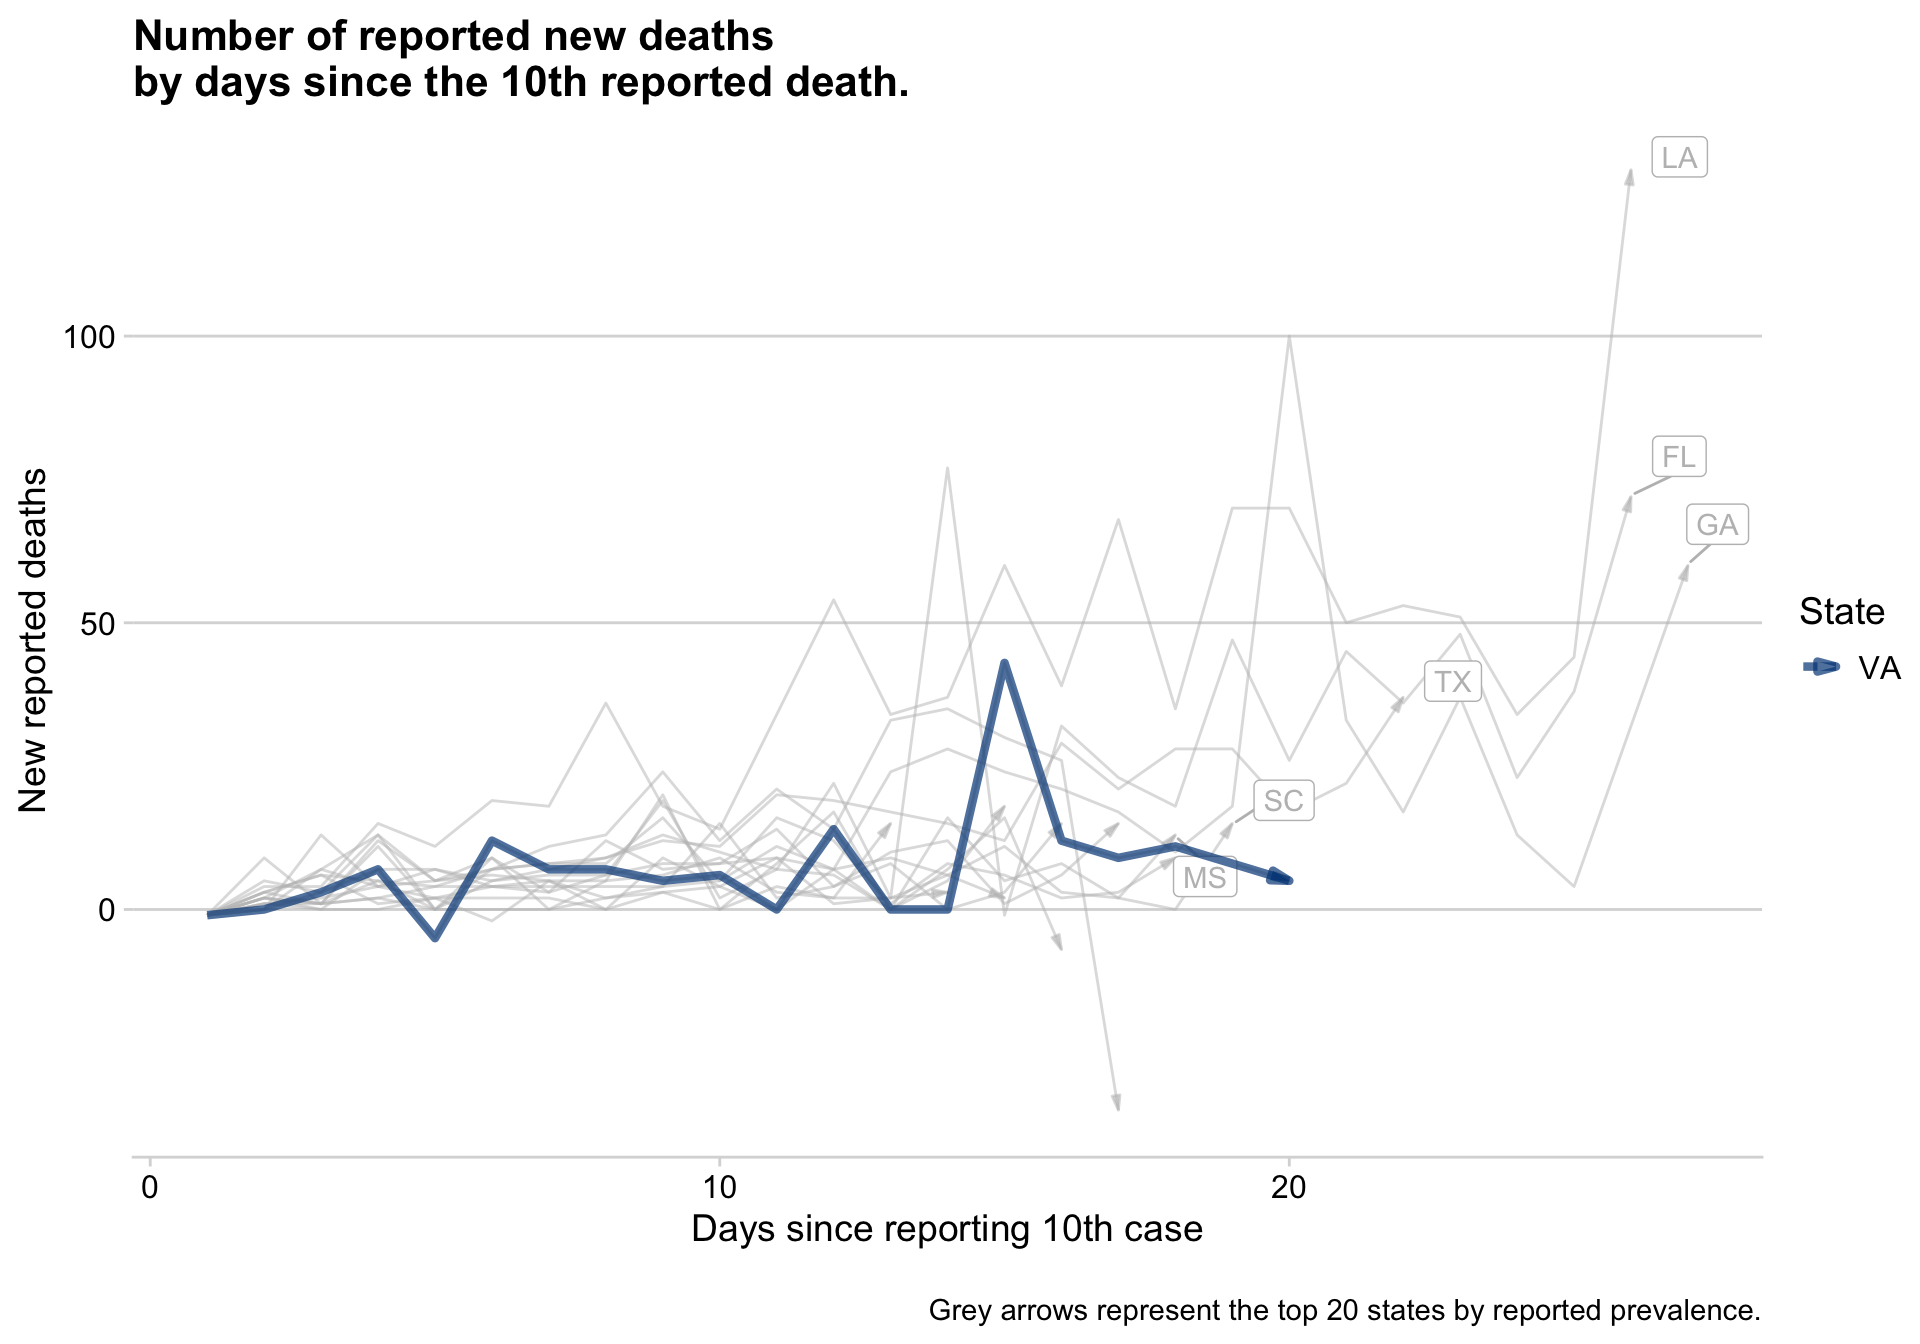 Number of reported new deaths
by days since the 10th reported death.
LA
100
FL
GA
New reported deaths
State
50
VA
TX
SC
MS
0
0
10
20
Days since reporting 10th case
Grey arrows represent the top 20 states by reported prevalence.